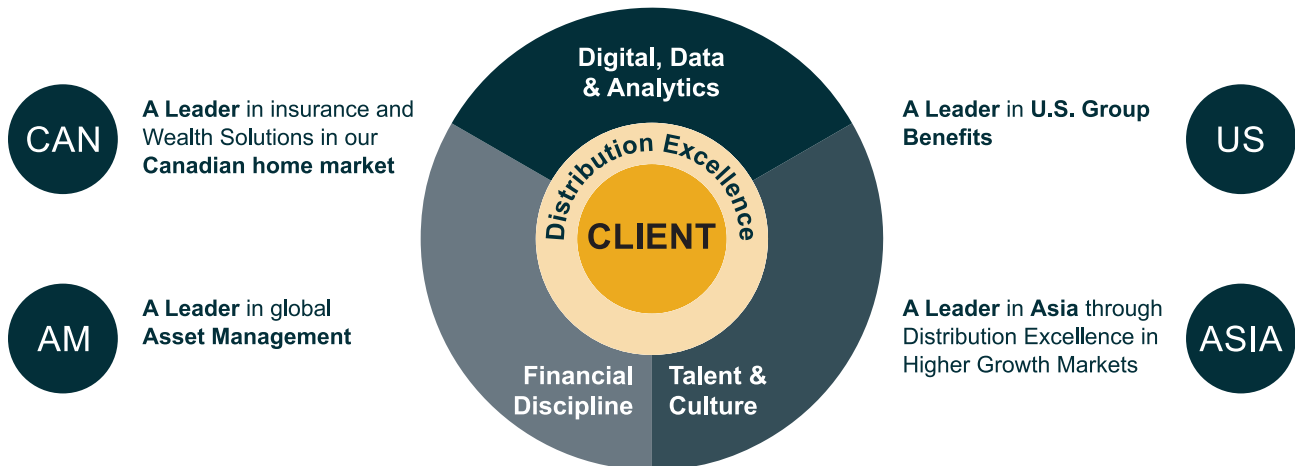 CAN
A Leader in insurance and
Wealth Solutions in our
Canadian home market
AM
A Leader in global
Asset Management
Digital, Data
& Analytics
Distribution Excellence
CLIENT
Financial
Discipline
Talent &
Culture
A Leader in U.S. Group
Benefits
US
A Leader in Asia through
Distribution Excellence in
Higher Growth Markets
ASIA